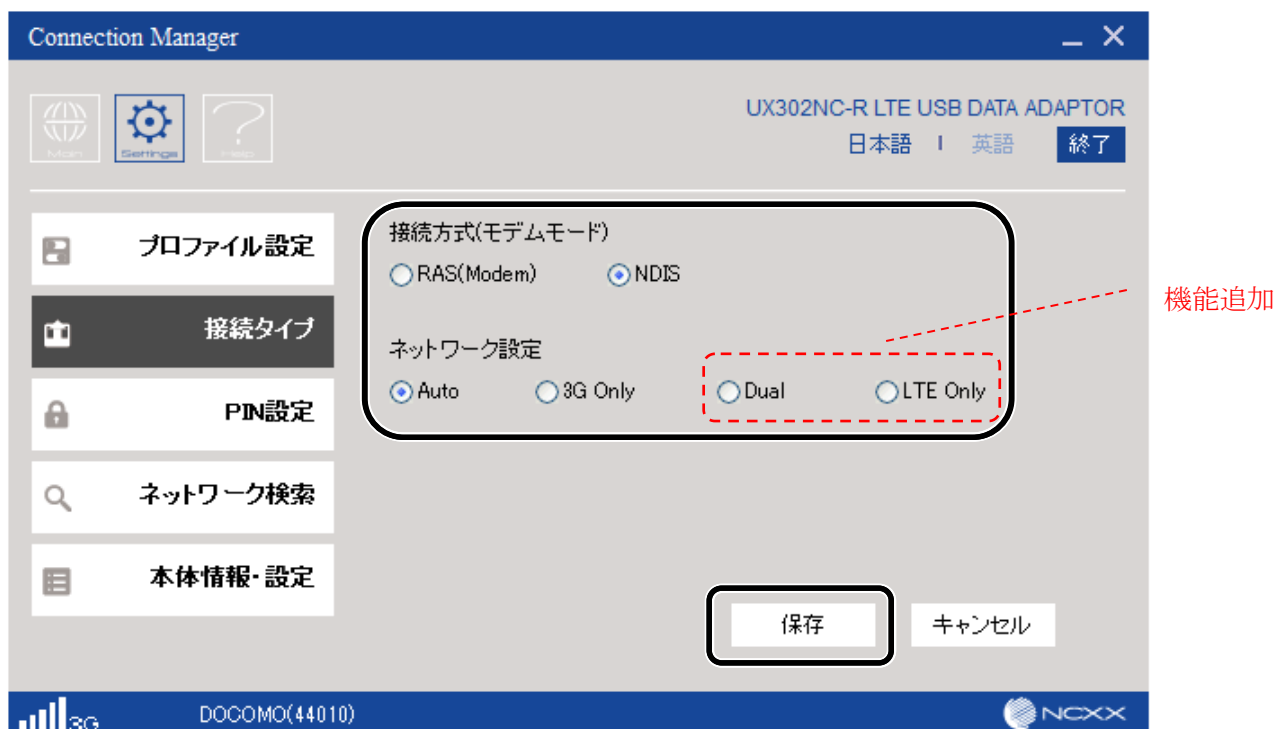 Connection Manager
Main
Settings
Help
UX302NC-R LTE USB DATA ADAPTOR
日本語 | 英語 終了
プロファイル設定
接続タイプ
PIN設定
ネットワーク検索
本体情報・設定
接続方式(モデムモード)
RAS(Modem) NDIS
ネットワーク設定
Auto 3G Only Dual LTE Only
機能追加
保存 キャンセル
3G DOCOMO(44010) NCXX